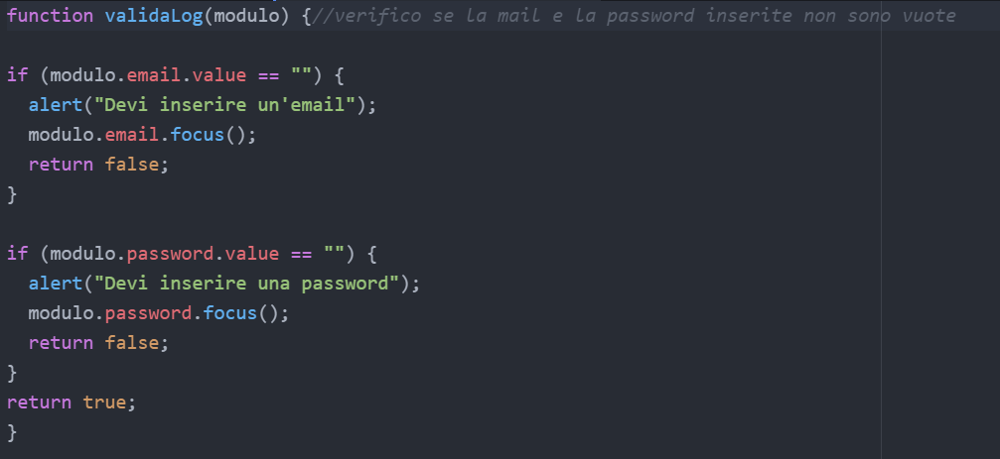 function validaLog(modulo) {//verifico se la mail e la password inserite non sono vuote
if (modulo.email.value == "") {
alert("Devi inserire un'email");
modulo.email.focus();
return false;
}
if (modulo.password.value == "") {
alert("Devi inserire una password");
modulo.password.focus();
return false;
}
return true;
}